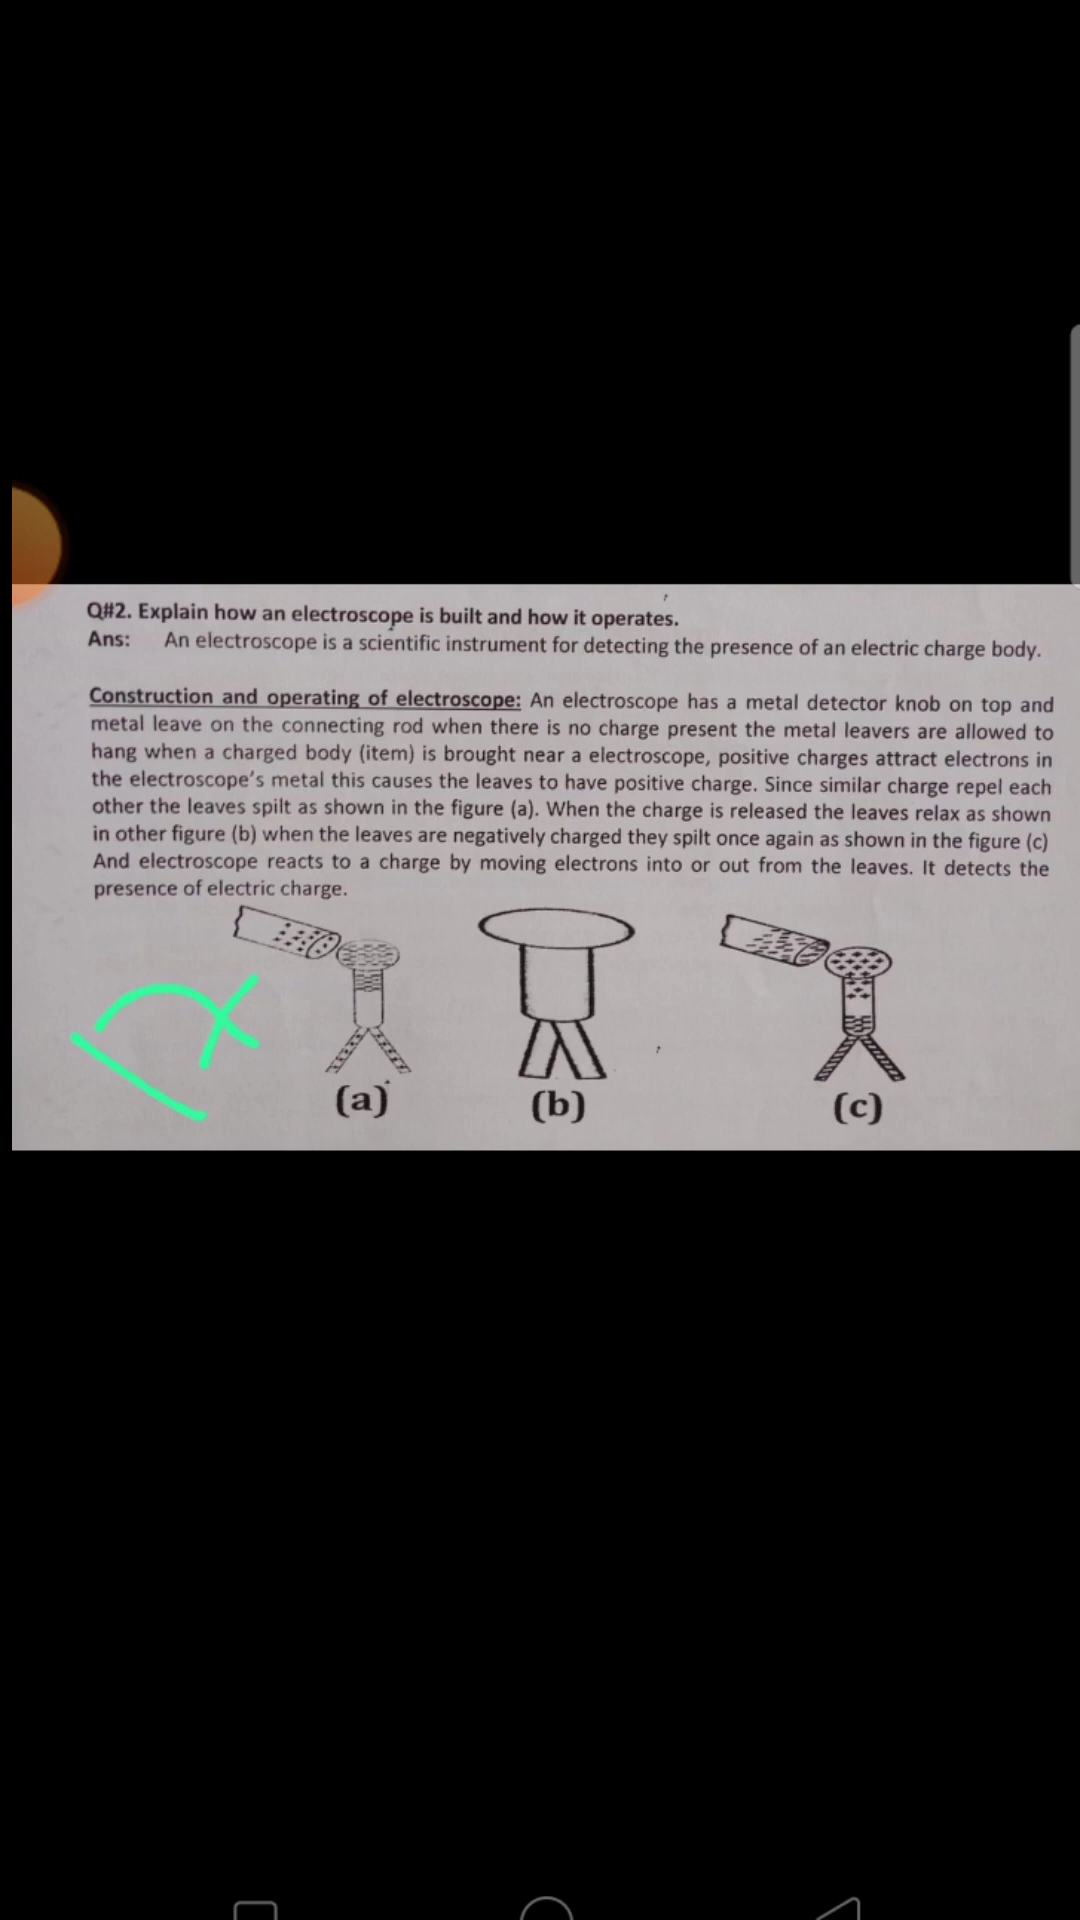 Q#2. Explain how an electroscope is built and how it operates.
Ans: An electroscope is a scientific instrument for detecting the presence of an electric charge body.
Construction and operating of electroscope: An electroscope has a metal detector knob on top and
metal leave on the connecting rod when there is no charge present the metal leavers are allowed to
hang when a charged body (item) is brought near a electroscope, positive charges attract electrons in
the electroscope's metal this causes the leaves to have positive charge. Since similar charge repel each
other the leaves spilt as shown in the figure (a). When the charge is released the leaves relax as shown
in other figure (b) when the leaves are negatively charged they spilt once again as shown in the figure (c)
And electroscope reacts to a charge by moving electrons into or out from the leaves. It detects the
presence of electric charge.
(a) (b) (c)